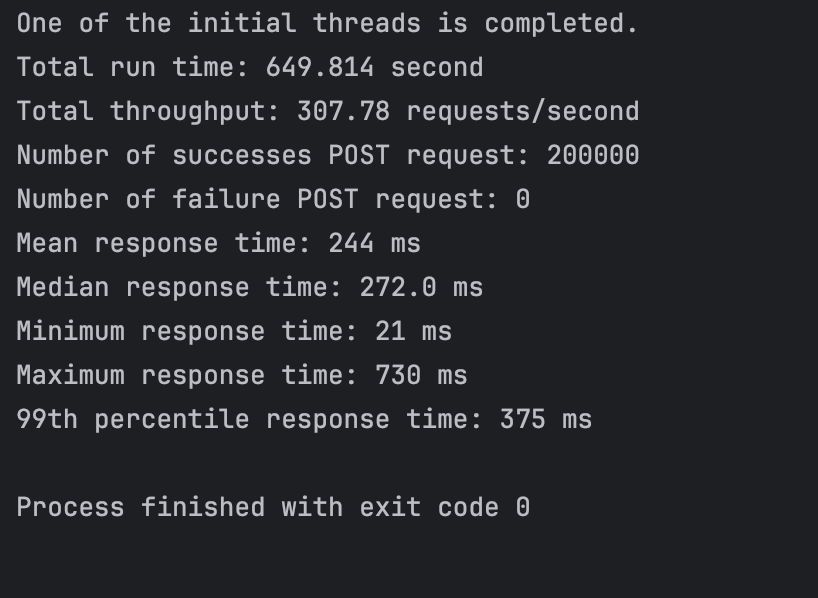 One of the initial threads is completed.
Total run time: 649.814 second
Total throughput: 307.78 requests/second
Number of successes POST request: 200000
Number of failure POST request: 0
Mean response time: 244 ms
Median response time: 272.0 ms
Minimum response time: 21 ms
Maximum response time: 730 ms
99th percentile response time: 375 ms
Process finished with exit code 0